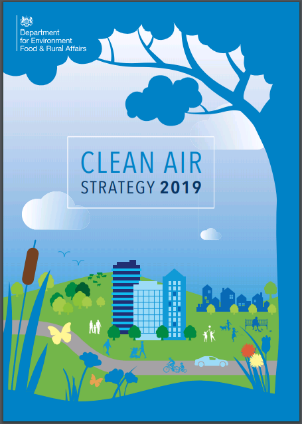 Department
for Environment
Food & Rural Affairs
CLEAN AIR
STRATEGY 2019